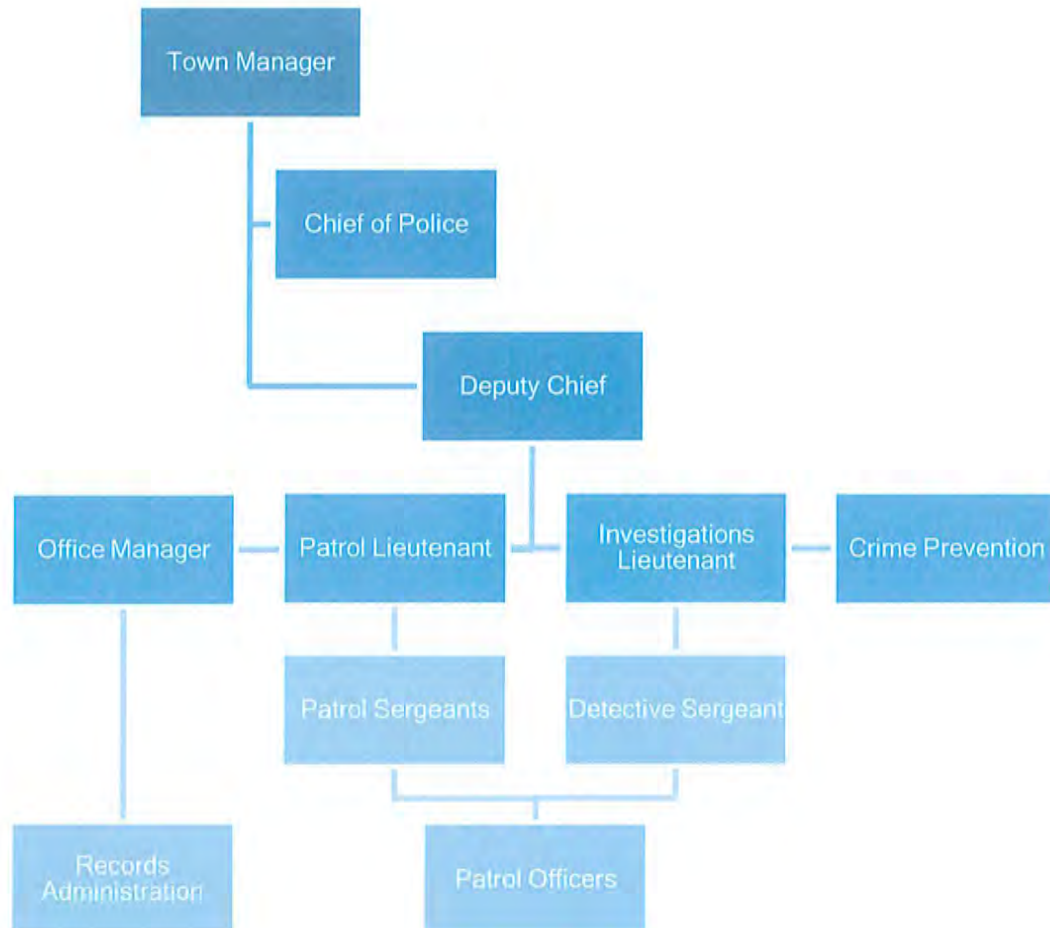 Town Manager
Chief of Police
Deputy Chief
Office Manager
Patrol Lieutenant
Investigations
Lieutenant
Crime Prevention
Patrol Sergeants
Detective Sergeant
Records
Administration
Patrol Officers